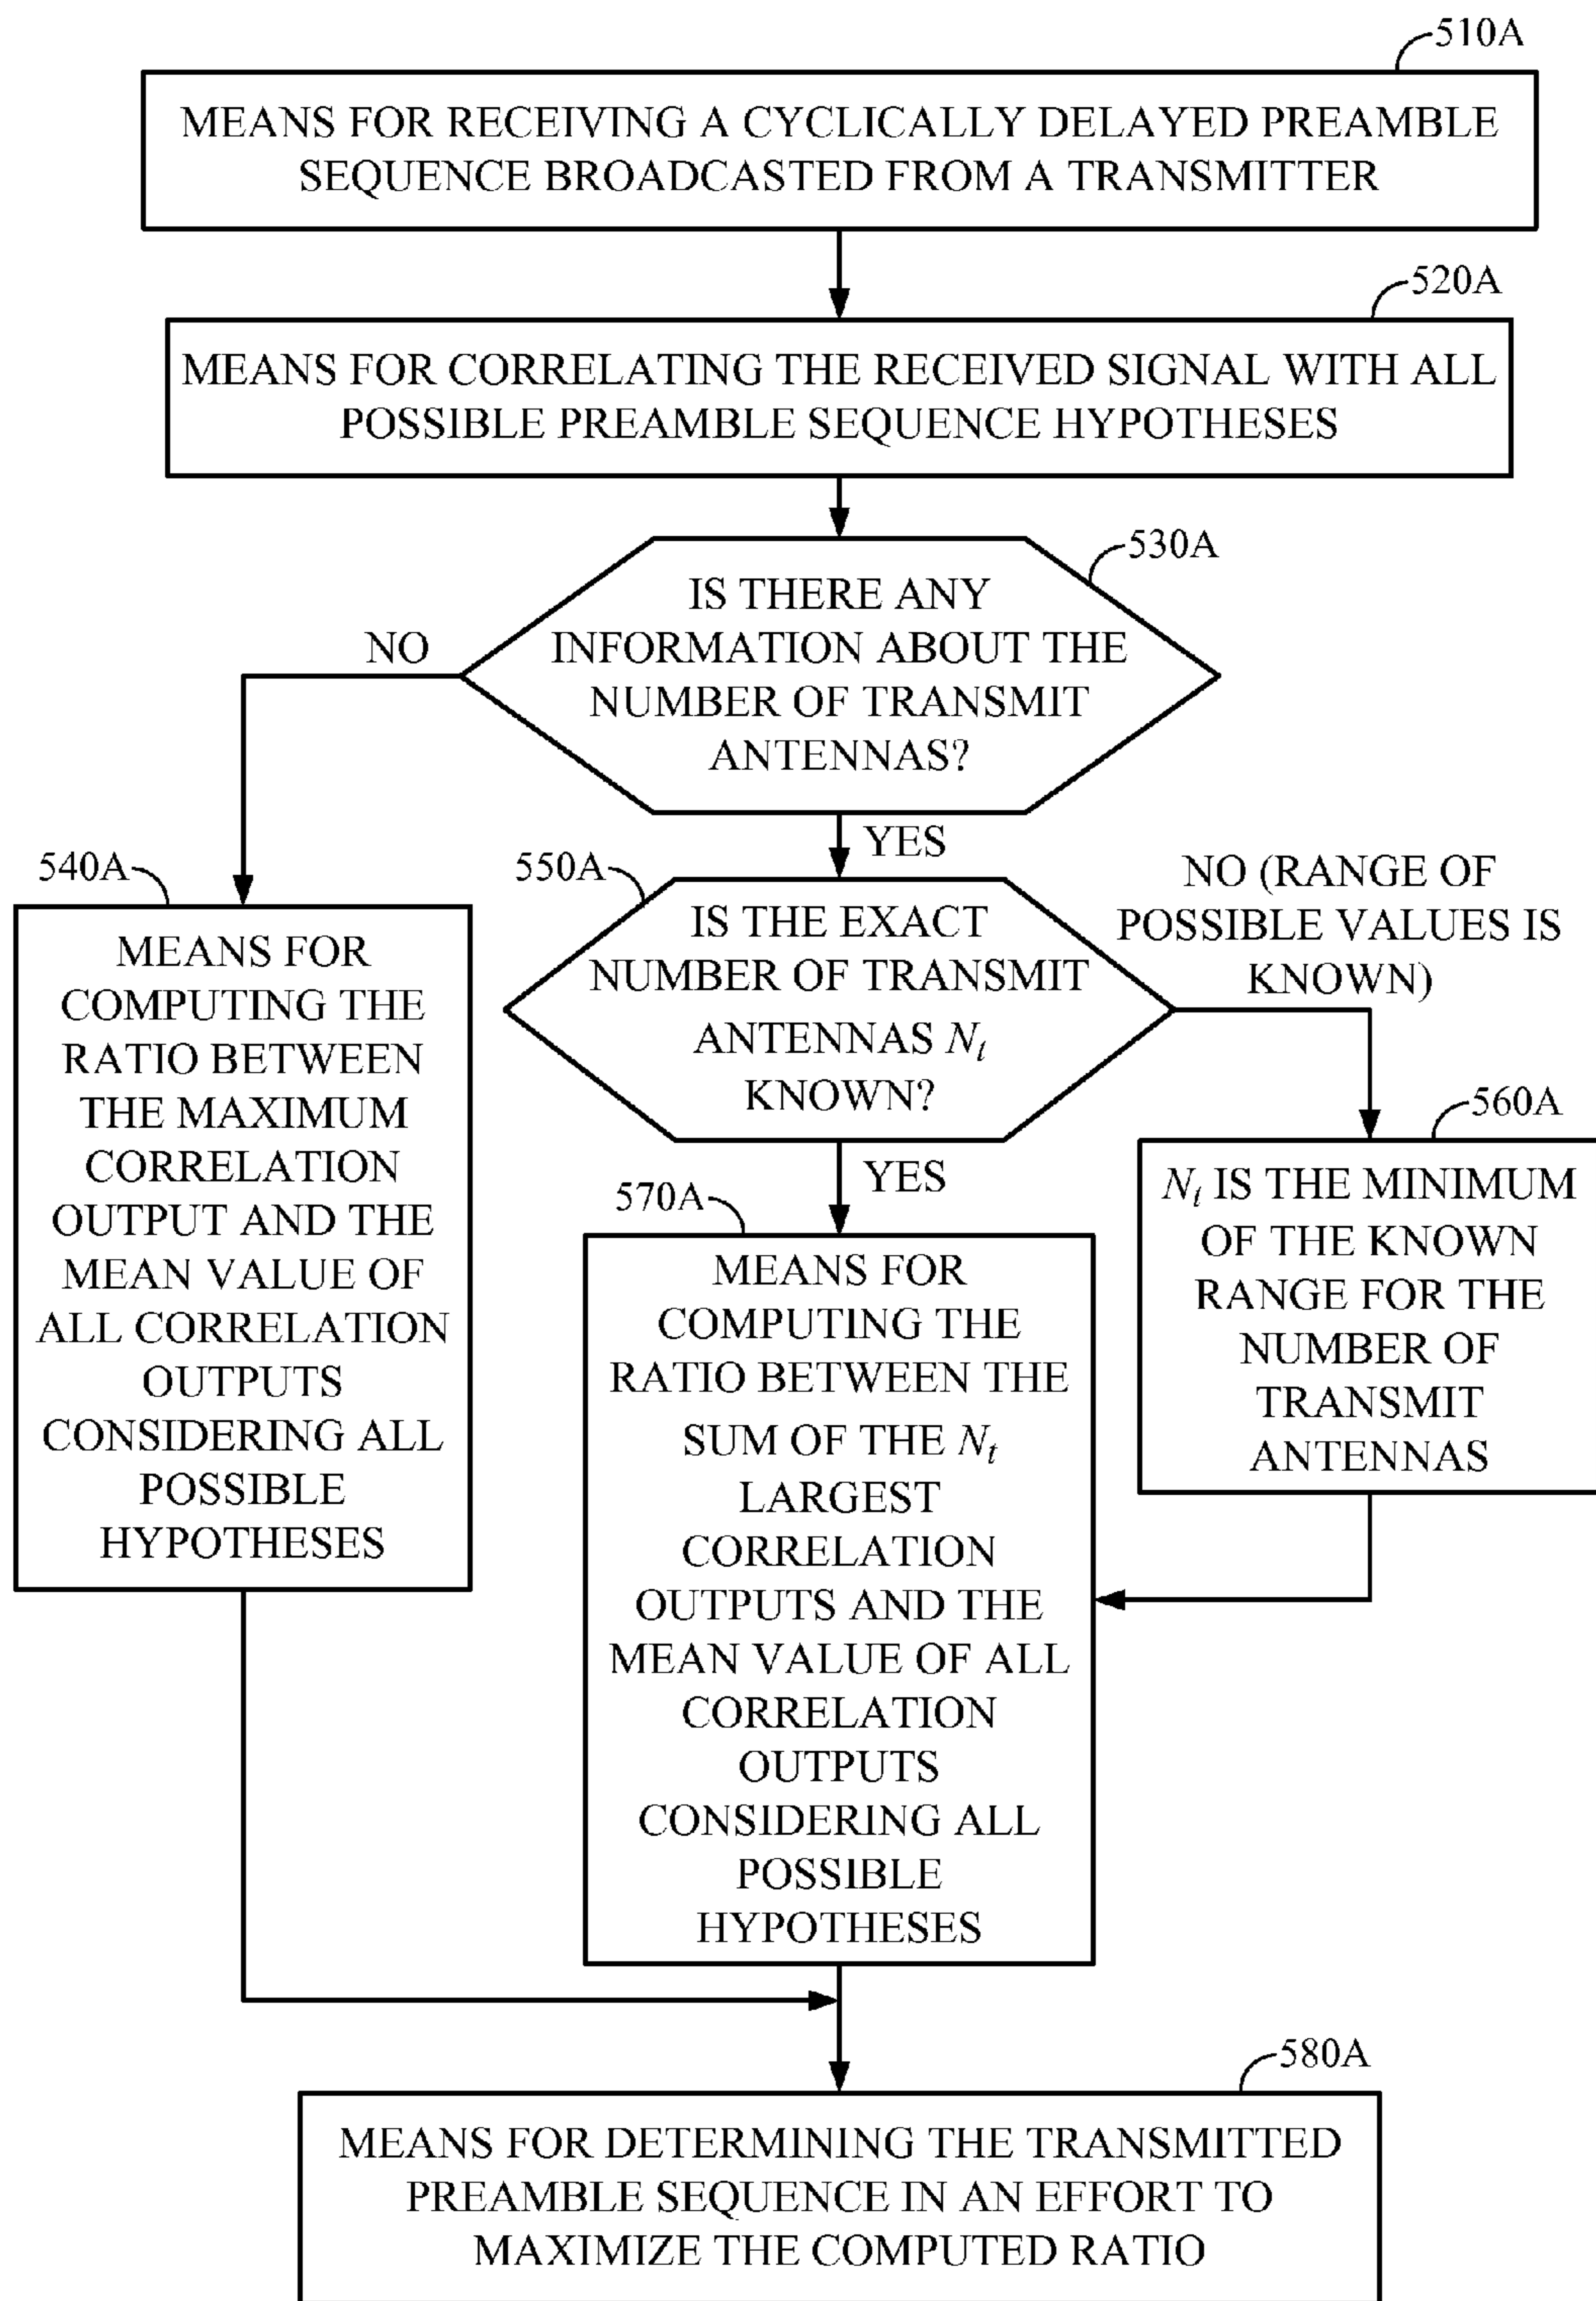 510A
MEANS FOR RECEIVING A CYCLICALLY DELAYED PREAMBLE
SEQUENCE BROADCASTED FROM A TRANSMITTER
520A
MEANS FOR CORRELATING THE RECEIVED SIGNAL WITH ALL
POSSIBLE PREAMBLE SEQUENCE HYPOTHESES
530A
IS THERE ANY
INFORMATION ABOUT THE
NUMBER OF TRANSMIT
ANTENNAS?
NO
YES
540A
MEANS FOR
COMPUTING THE
RATIO BETWEEN
THE MAXIMUM
CORRELATION
OUTPUT AND THE
MEAN VALUE OF
ALL CORRELATION
OUTPUTS
CONSIDERING ALL
POSSIBLE
HYPOTHESES
550A
IS THE EXACT
NUMBER OF TRANSMIT
ANTENNAS N_t
KNOWN?
NO (RANGE OF
POSSIBLE VALUES IS
KNOWN)
YES
560A
N_t IS THE MINIMUM
OF THE KNOWN
RANGE FOR THE
NUMBER OF
TRANSMIT
ANTENNAS
570A
MEANS FOR
COMPUTING THE
RATIO BETWEEN THE
SUM OF THE N_t
LARGEST
CORRELATION
OUTPUTS AND THE
MEAN VALUE OF ALL
CORRELATION
OUTPUTS
CONSIDERING ALL
POSSIBLE
HYPOTHESES
580A
MEANS FOR DETERMINING THE TRANSMITTED
PREAMBLE SEQUENCE IN AN EFFORT TO
MAXIMIZE THE COMPUTED RATIO